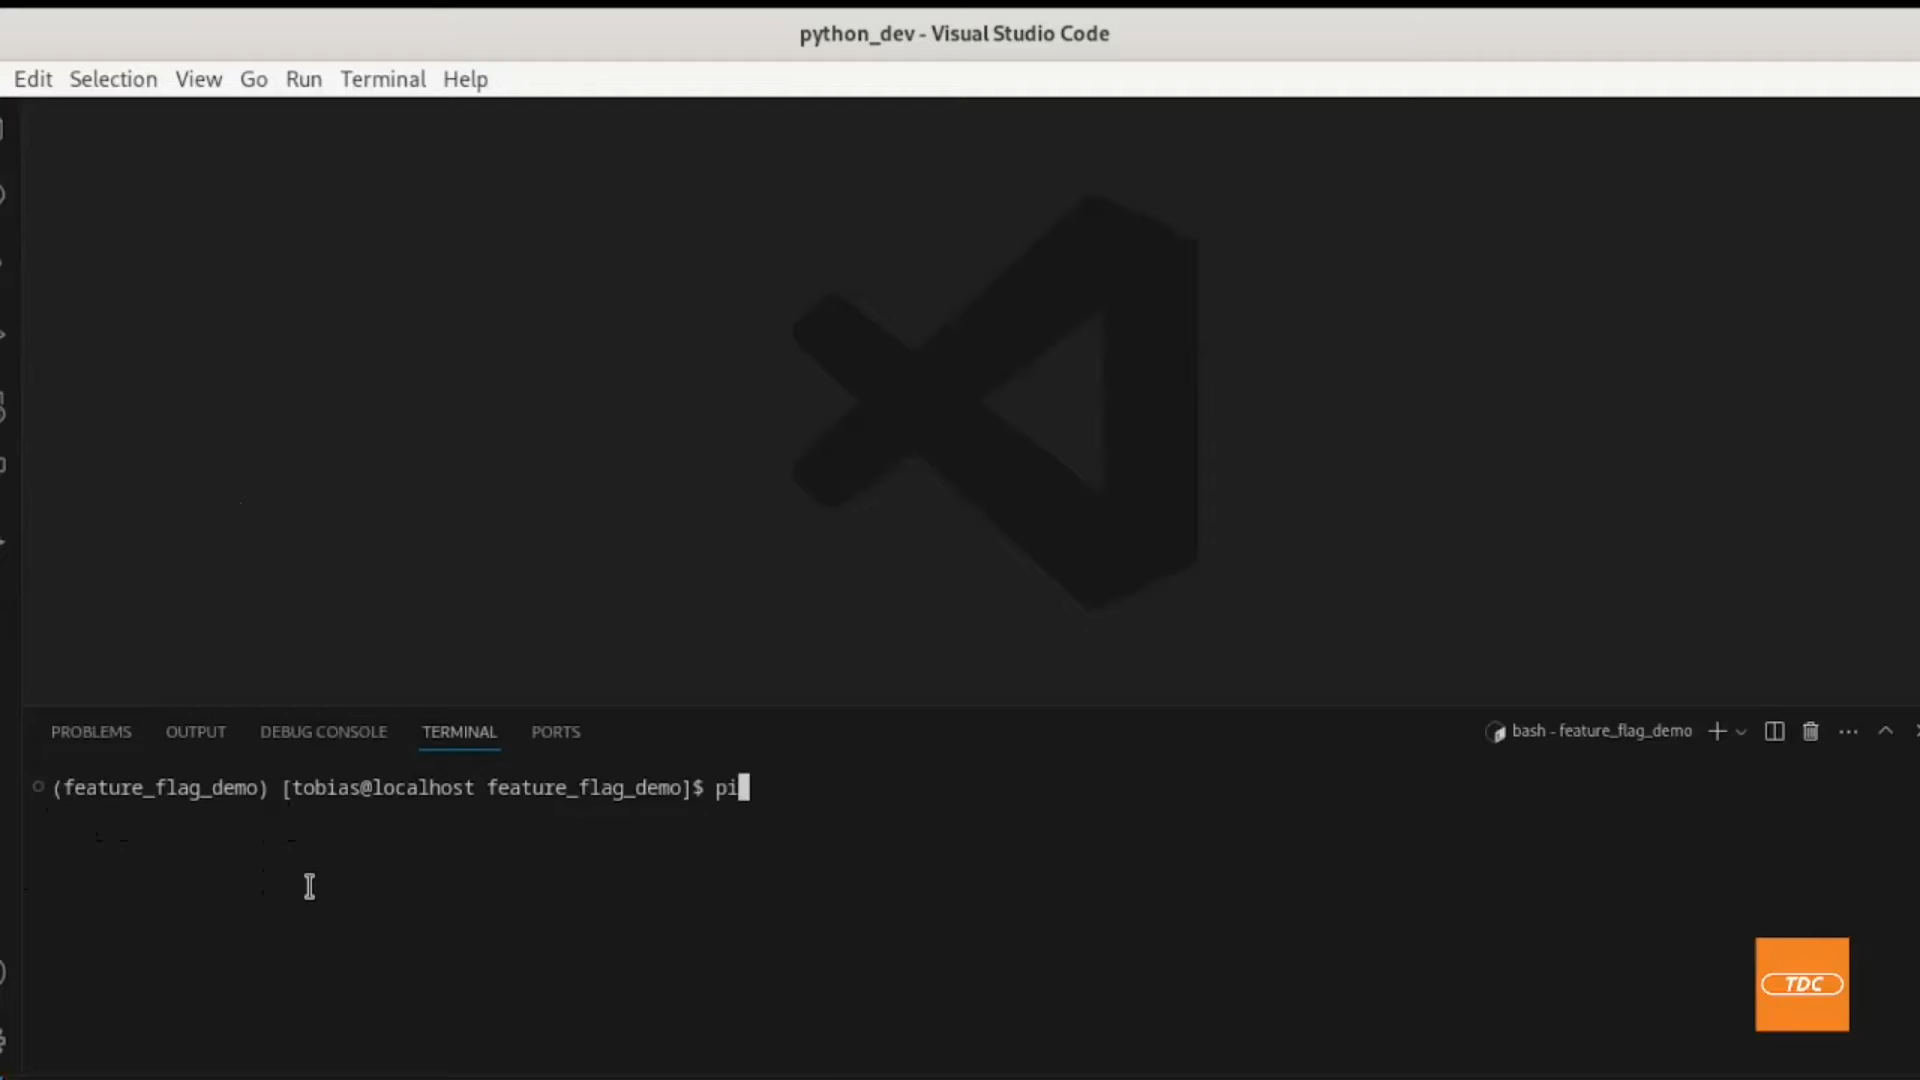 python_dev - Visual Studio Code
Edit Selection View Go Run Terminal Help
PROBLEMS OUTPUT DEBUG CONSOLE TERMINAL PORTS bash - feature_flag_demo
(feature_flag_demo) [tobias@localhost feature_flag_demo]$ pi
TDC